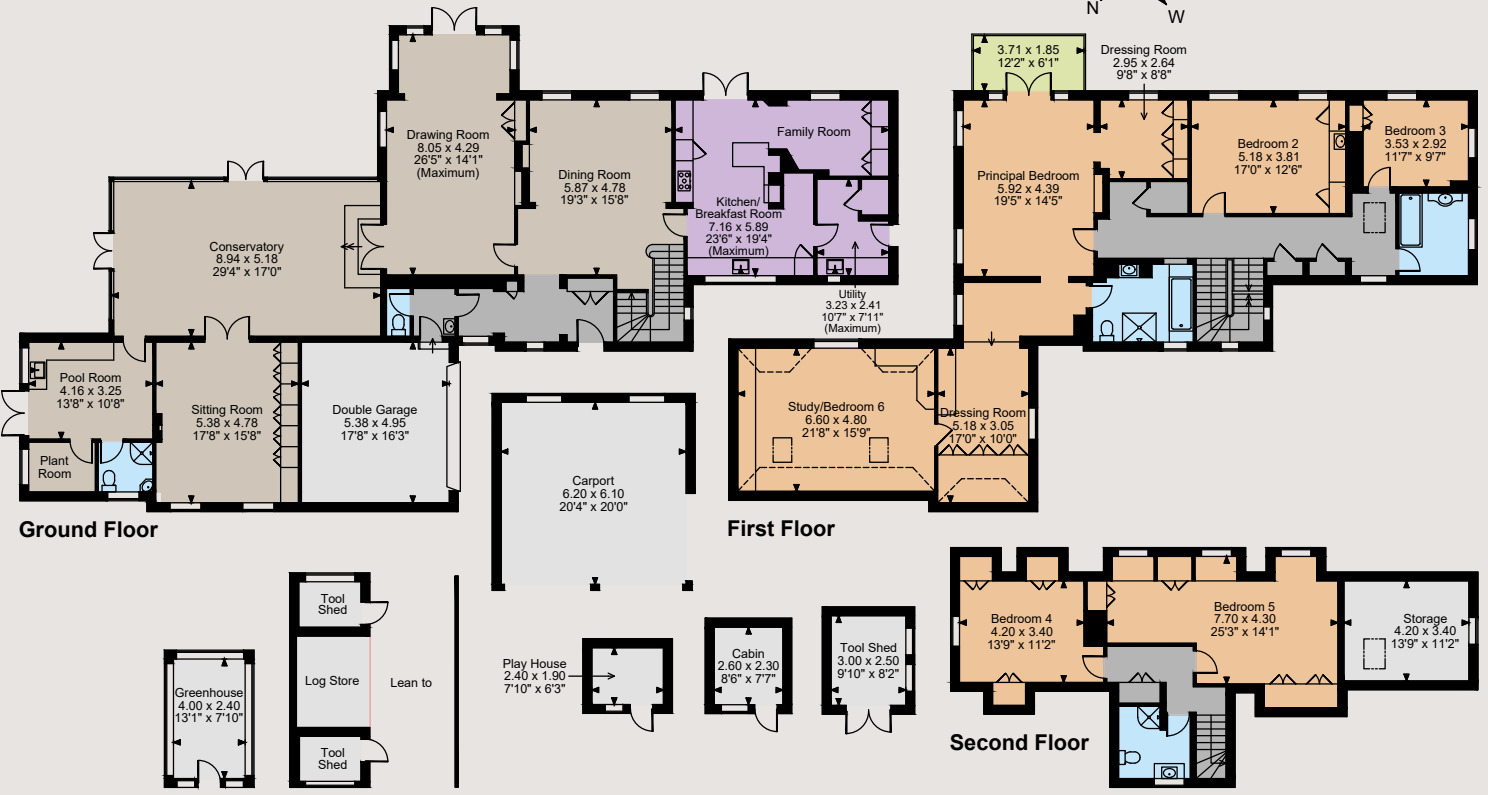 N
W
Drawing Room
8.05 x 4.29
26'5" x 14'1"
(Maximum)
Dining Room
5.87 x 4.78
19'3" x 15'8"
Family Room
Kitchen/
Breakfast Room
7.16 x 5.89
23'6" x 19'4"
(Maximum)
Utility
3.23 x 2.41
10'7" x 7'11"
(Maximum)
Conservatory
8.94 x 5.18
29'4" x 17'0"
Pool Room
4.16 x 3.25
13'8" x 10'8"
Plant
Room
Sitting Room
5.38 x 4.78
17'8" x 15'8"
Double Garage
5.38 x 4.95
17'8" x 16'3"
Ground Floor
Carport
6.20 x 6.10
20'4" x 20'0"
3.71 x 1.85
12'2" x 6'1"
Dressing Room
2.95 x 2.64
9'8" x 8'8"
Principal Bedroom
5.92 x 4.39
19'5" x 14'5"
Bedroom 2
5.18 x 3.81
17'0" x 12'6"
Bedroom 3
3.53 x 2.92
11'7" x 9'7"
Study/Bedroom 6
6.60 x 4.80
21'8" x 15'9"
Dressing Room
5.18 x 3.05
17'0" x 10'0"
First Floor
Tool
Shed
Log Store
Lean to
Tool
Shed
Greenhouse
4.00 x 2.40
13'1" x 7'10"
Play House
2.40 x 1.90
7'10" x 6'3"
Cabin
2.60 x 2.30
8'6" x 7'7"
Tool Shed
3.00 x 2.50
9'10" x 8'2"
Bedroom 4
4.20 x 3.40
13'9" x 11'2"
Bedroom 5
7.70 x 4.30
25'3" x 14'1"
Storage
4.20 x 3.40
13'9" x 11'2"
Second Floor